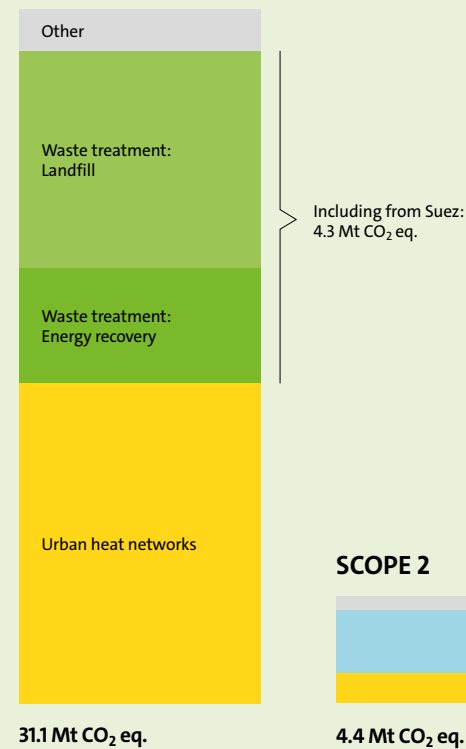 Other
Waste treatment:
Landfill
Including from Suez:
4.3 Mt CO₂ eq.
Waste treatment:
Energy recovery
Urban heat networks
SCOPE 2
31.1 Mt CO₂ eq.
4.4 Mt CO₂ eq.